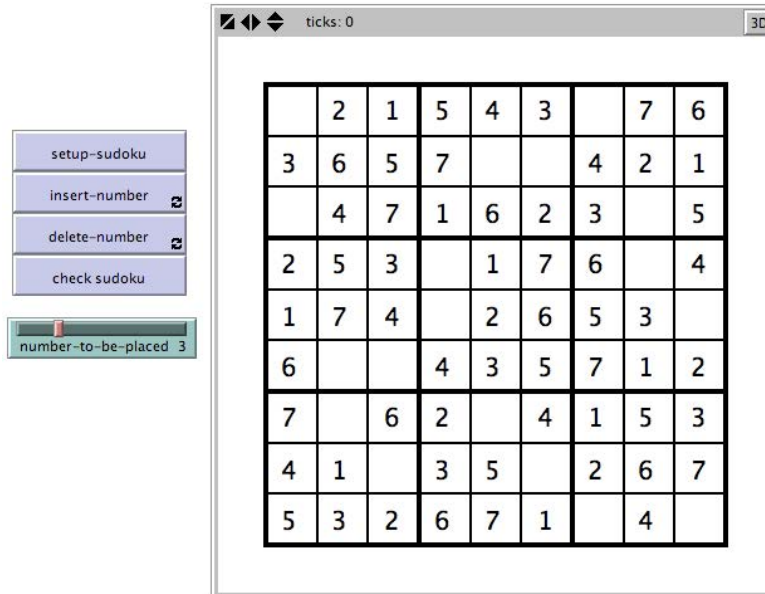 ticks: 0
3D
setup-sudoku
insert-number
delete-number
check sudoku
number-to-be-placed 3
2 1 5 4 3 7 6
3 6 5 7 4 2 1
4 7 1 6 2 3 5
2 5 3 1 7 6 4
1 7 4 2 6 5 3
6 4 3 5 7 1 2
7 6 2 4 1 5 3
4 1 3 5 2 6 7
5 3 2 6 7 1 4